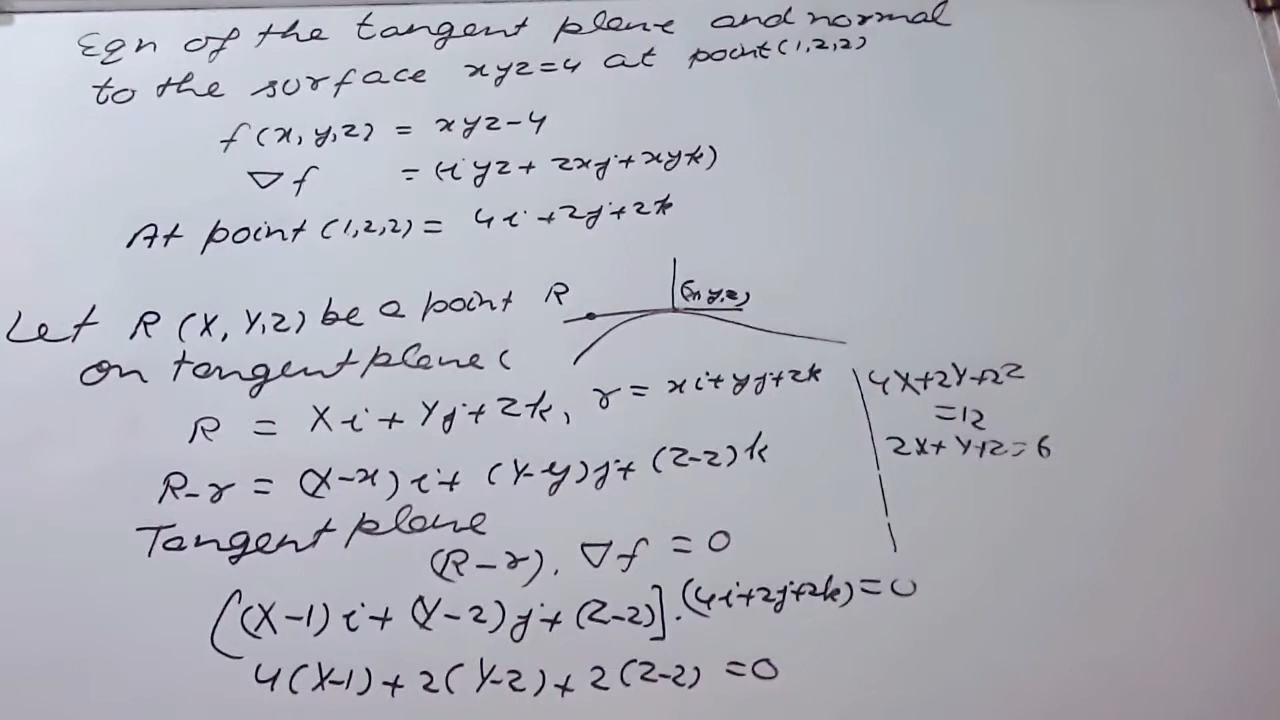 Eqn of the tangent plane and normal
to the surface xyz=4 at point(1,2,2)
f(x,y,z) = xyz-4
∇f = (i yz + zxj + xyk)
At point (1,2,2) = 4i + 2j + 2k
Let R (X, Y, Z) be a point
on tangent plane (
R
(x, y, z)
R = Xi + Yj + Zk, r = xi + yj + zk
R-r = (X-x)i + (Y-y)j + (Z-z)k
Tangent plane
(R-r). ∇f = 0
[(X-1)i + (Y-2)j + (Z-2)].(4i+2j+2k)=0
4(X-1) + 2(Y-2) + 2(Z-2) = 0
4X+2Y+2Z
=12
2X+Y+Z=6